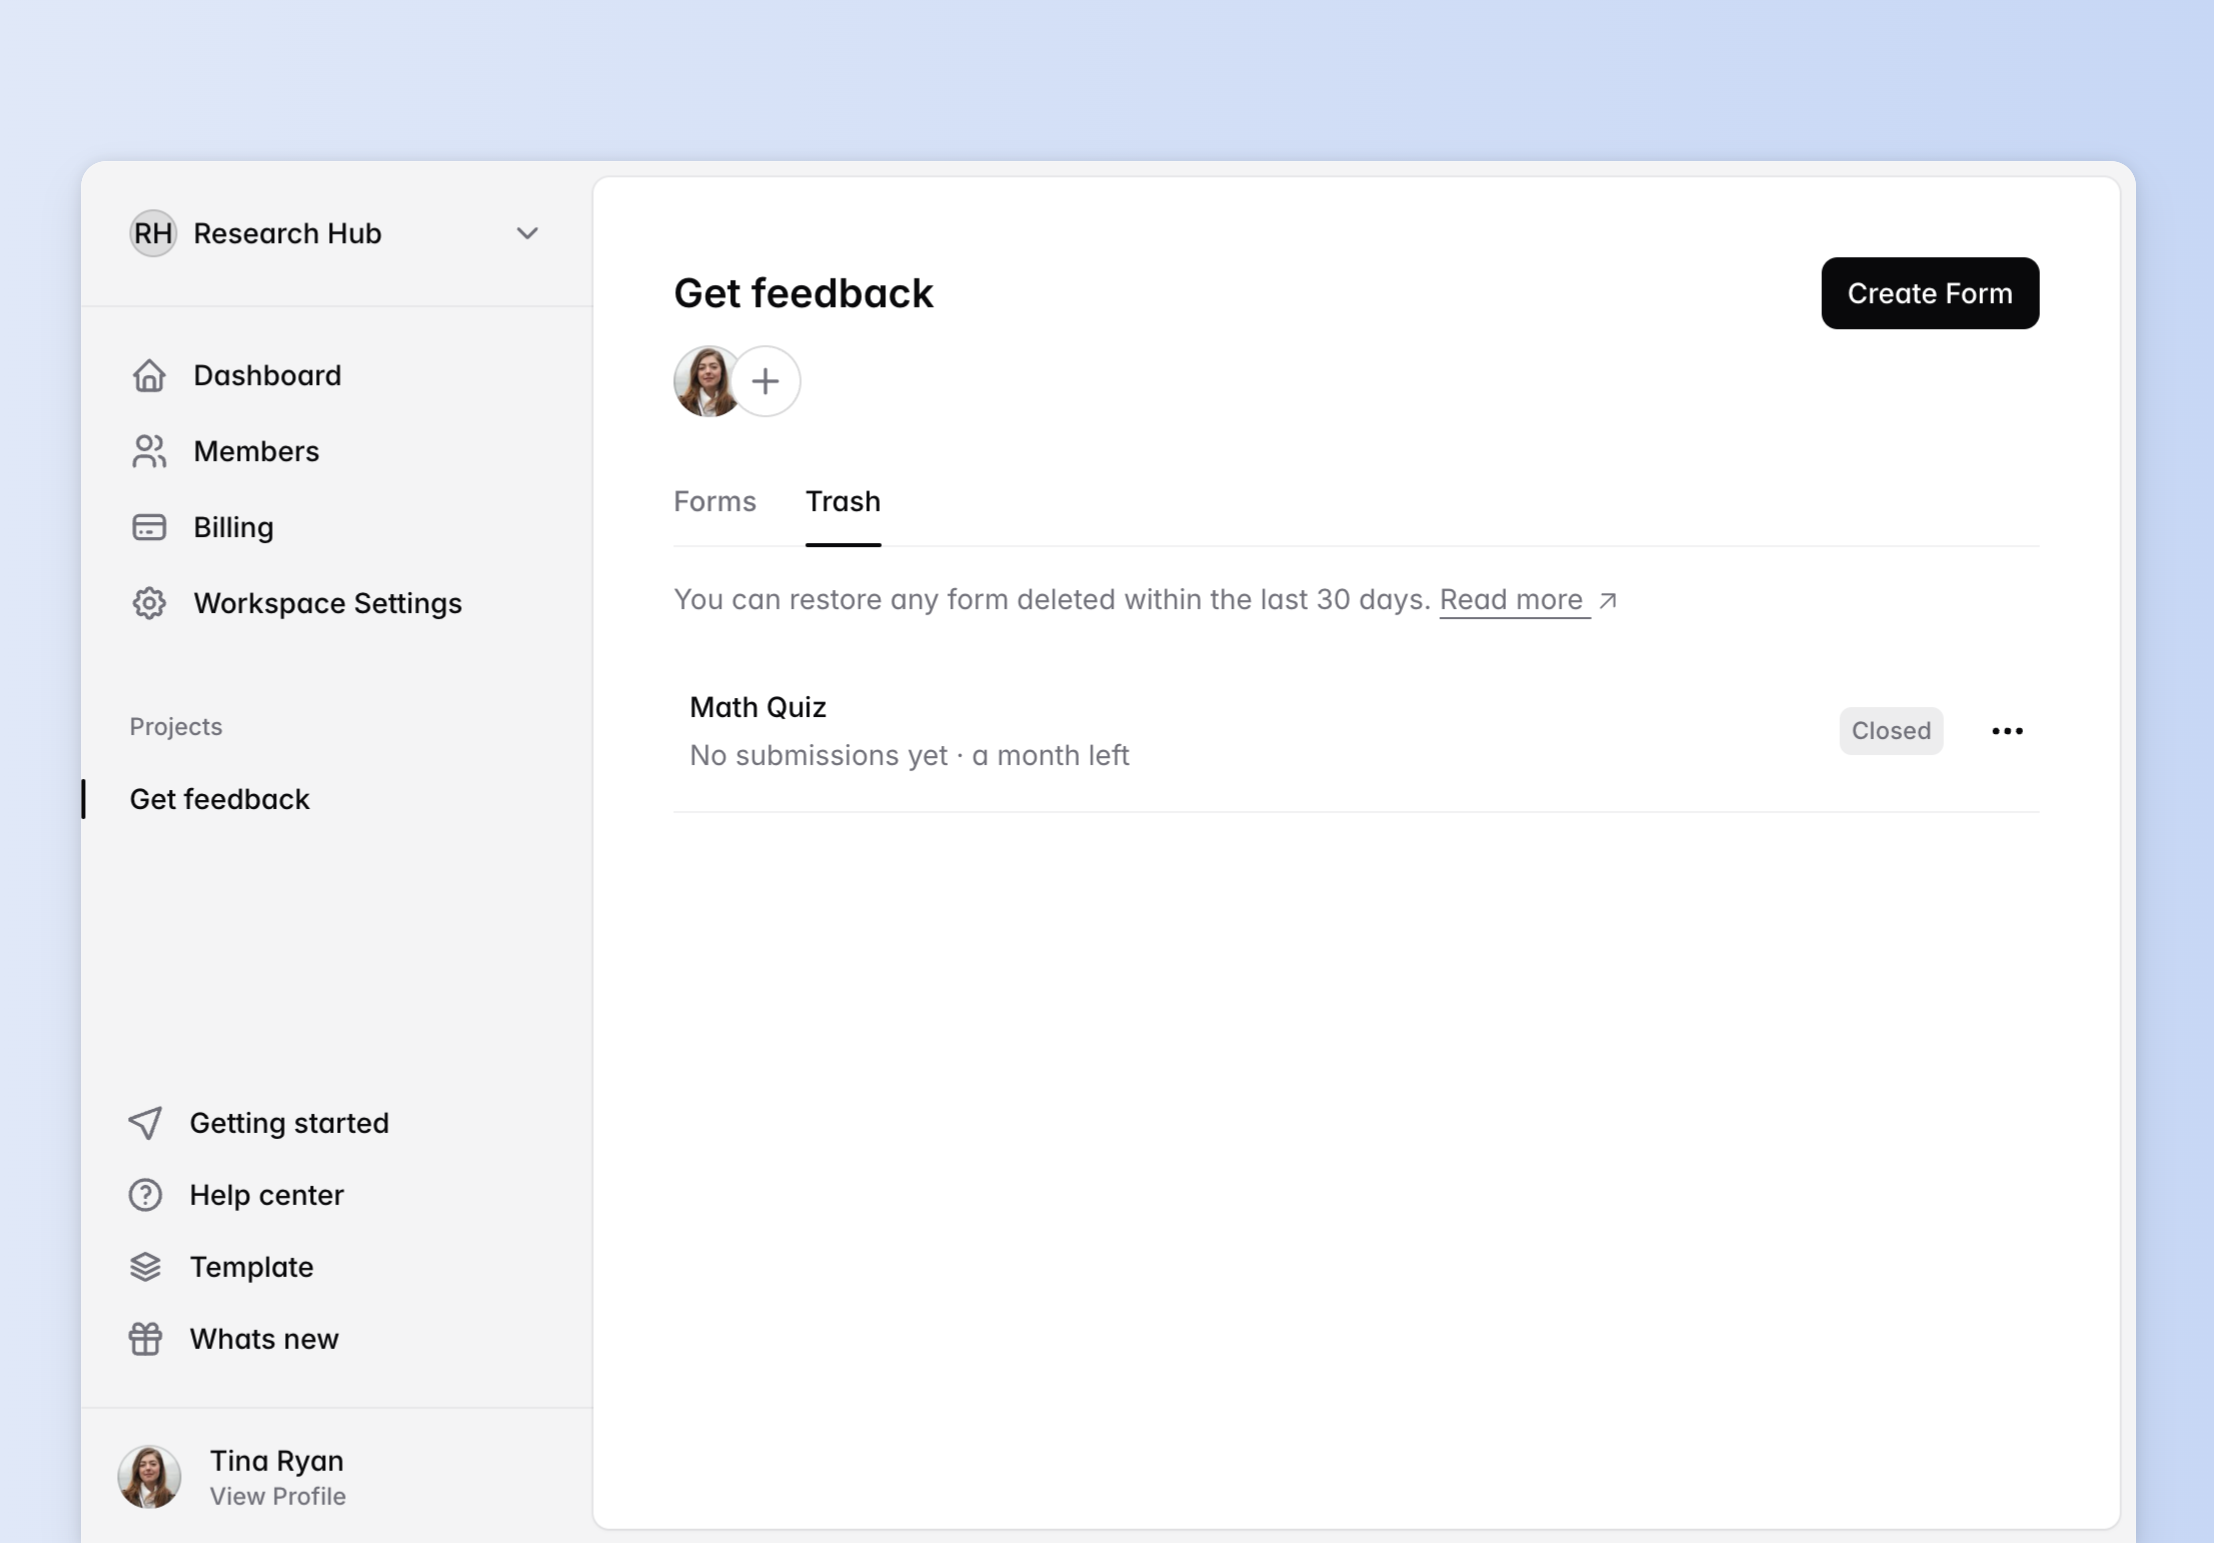 RH Research Hub
Dashboard
Members
Billing
Workspace Settings
Projects
Get feedback
Getting started
Help center
Template
Whats new
Tina Ryan
View Profile
Get feedback
Create Form
Forms Trash
You can restore any form deleted within the last 30 days. Read more
Math Quiz
No submissions yet · a month left
Closed